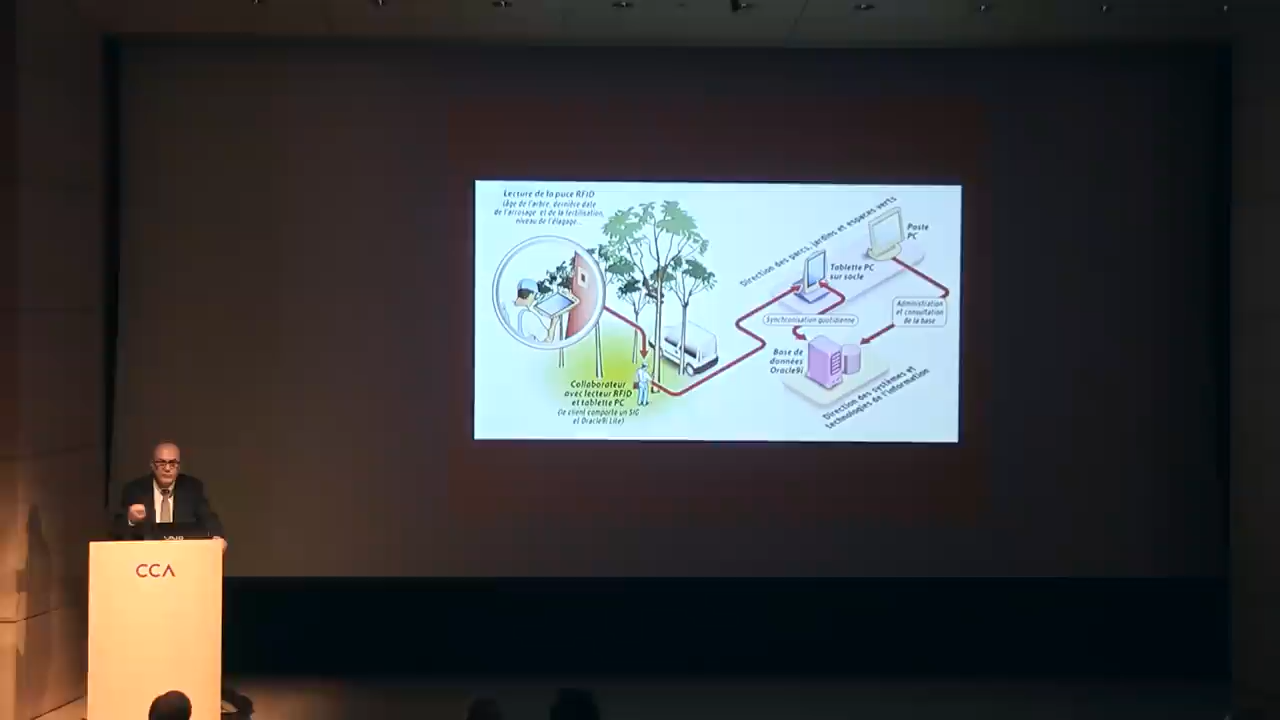 Lecture de la puce RFID
(âge de l'arbre, dernière date
de l'arrosage et de la fertilisation,
niveau de l'élagage...
Direction des parcs, jardins et espaces verts
Poste
PC
Tablette PC
sur socle
Administration
et consultation
de la base
Synchronisation quotidienne
Base de
données
Oracle9i
Direction des systèmes et
technologies de l'information
Collaborateur
avec lecteur RFID
et tablette PC
(le client comporte un SIG
et Oracle9i Lite)
CCA